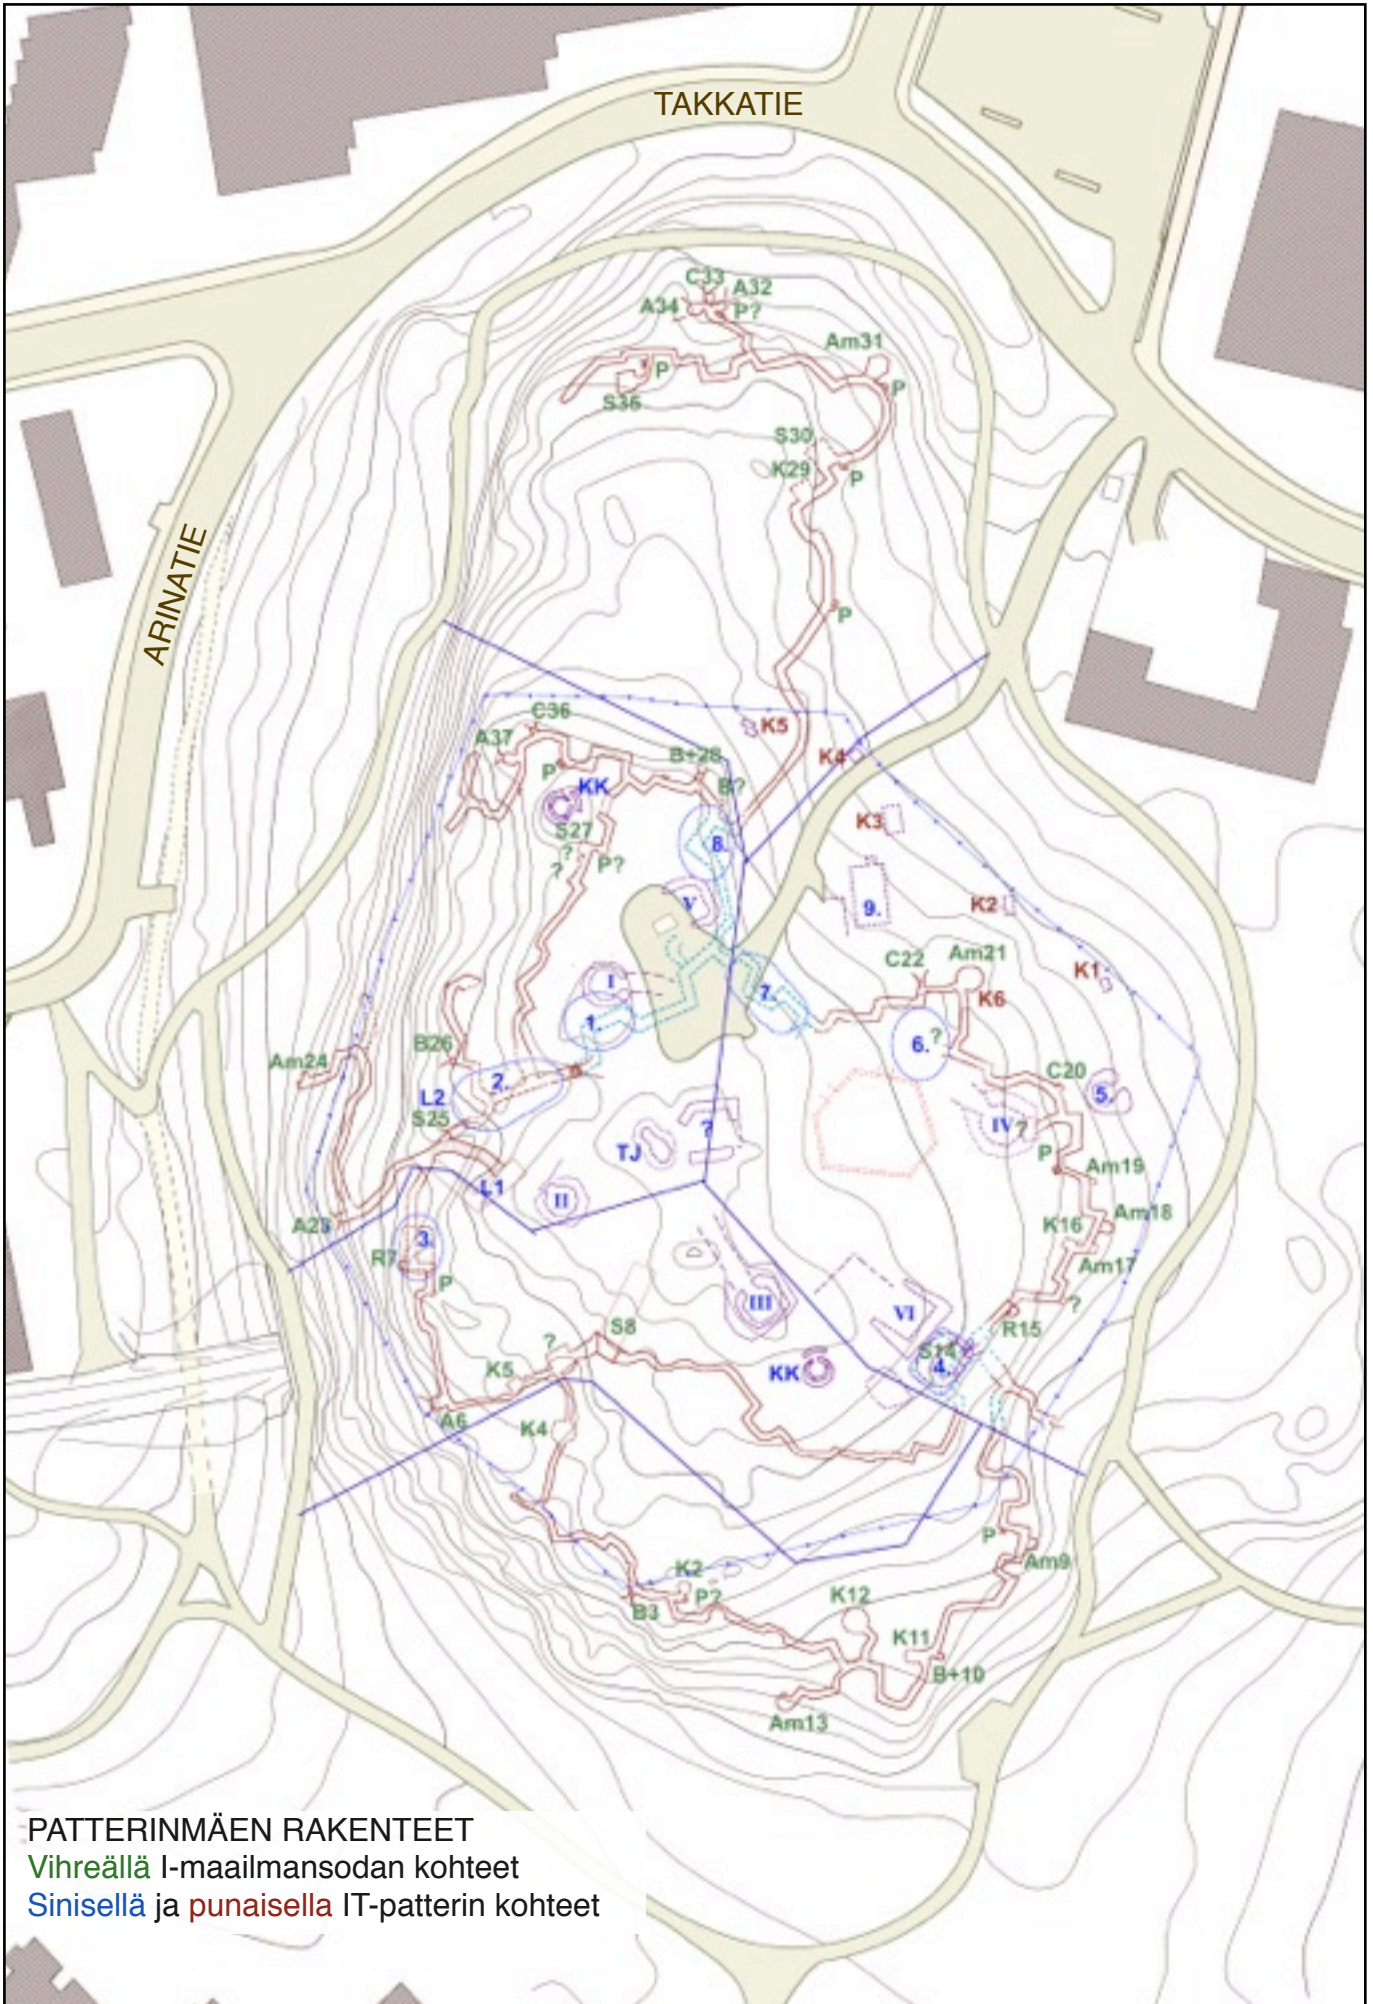 TAKKATIE
C33
A32
A34
P?
Am31
P
P
S35
S30
K29
P
ARINATIE
P
C36
K5
A37
B+28
K4
P
KK
B?
K3
S27
8.
?
?
P?
V
9.
K2
C22
Am21
I
K1
7.
K6
1.
B26
6.
?
Am24
C20
2.
L2
5.
S25
IV
?
?
TJ
P
Am19
L1
II
Am18
A23
K16
3.
R7
Am17
P
III
VI
?
S8
R15
?
S14
4.
K5
KK
A6
K4
P
Am9
K2
P?
K12
B3
K11
B+10
Am13
PATTERINMÄEN RAKENTEET
Vihreällä I-maailmansodan kohteet
Sinisellä ja punaisella IT-patterin kohteet